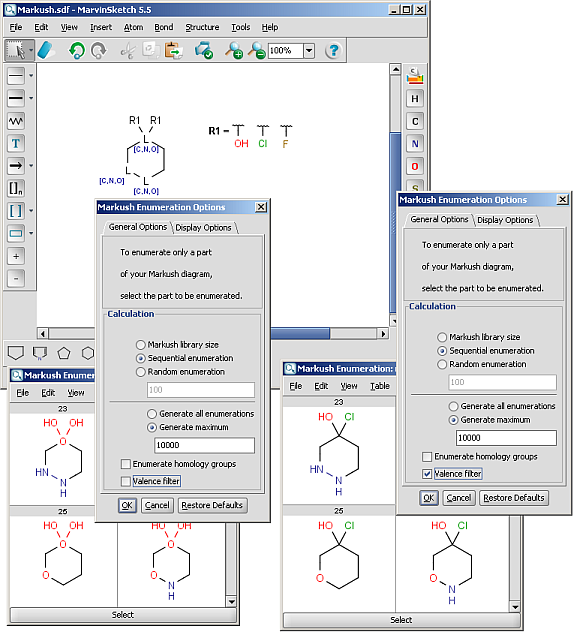 Markush.sdf - MarvinSketch 5.5
File Edit View Insert Atom Bond Structure Tools Help
100%
H
C
N
O
S
T
[ ]n
[ ]
+
-
R1 R1
L
[C,N,O]
L
[C,N,O]
L
[C,N,O]
R1 = OH Cl F
Markush Enumeration Options
General Options Display Options
To enumerate only a part
of your Markush diagram,
select the part to be enumerated.
Calculation
Markush library size
Sequential enumeration
Random enumeration
100
Generate all enumerations
Generate maximum
10000
Enumerate homology groups
Valence filter
OK Cancel Restore Defaults
Markush Enumeration Options
General Options Display Options
To enumerate only a part
of your Markush diagram,
select the part to be enumerated.
Calculation
Markush library size
Sequential enumeration
Random enumeration
100
Generate all enumerations
Generate maximum
10000
Enumerate homology groups
Valence filter
OK Cancel Restore Defaults
Markush Enume
File Edit View
23
HO OH
O
HN
N
H
25
HO OH
O
O
HO OH
O
O
N
H
Select
Markush Enumeration: r
File Edit View Table
23
HO Cl
HN
N
H
25
HO Cl
O
HO Cl
O
N
H
Select